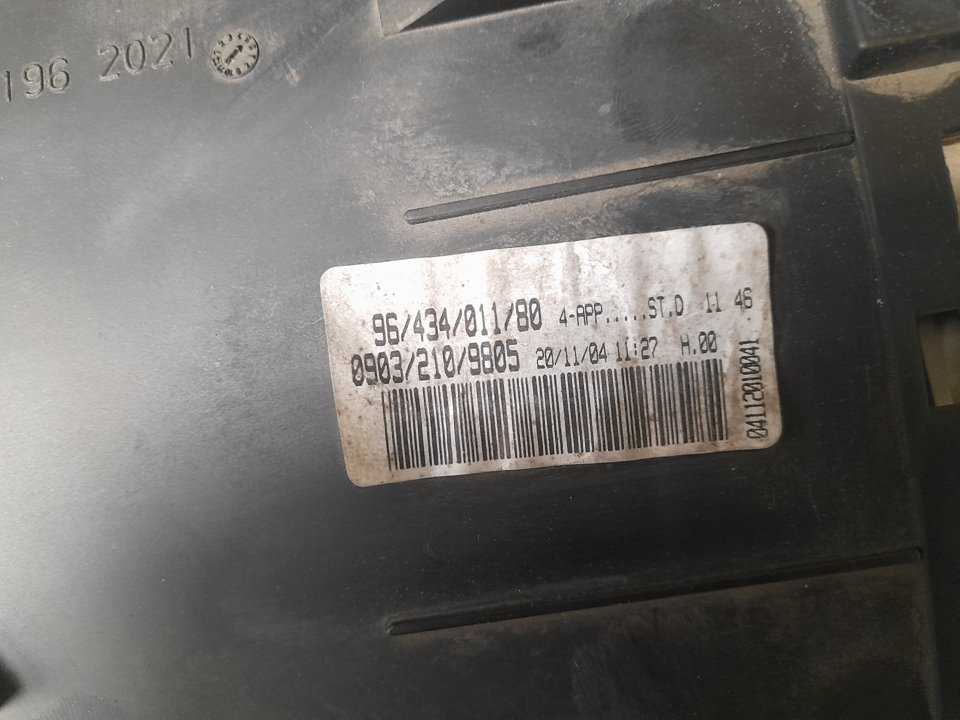 196 2021
96/434/011/80 4-APP.....ST.D 11 46
0903/210/9805 20/11/04 11:27 H.00
04112010041